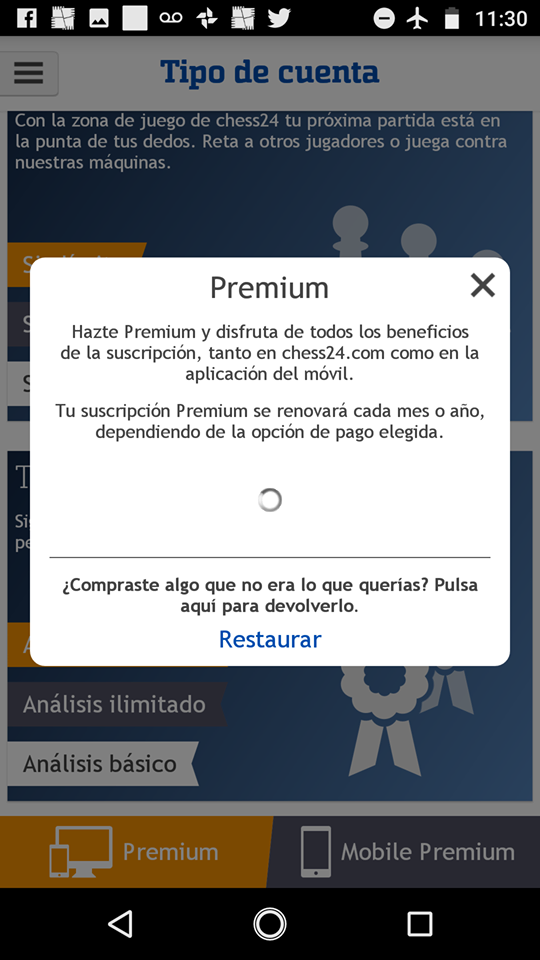 11:30
Tipo de cuenta
Con la zona de juego de chess24 tu próxima partida está en
la punta de tus dedos. Reta a otros jugadores o juega contra
nuestras máquinas.
Premium
Hazte Premium y disfruta de todos los beneficios
de la suscripción, tanto en chess24.com como en la
aplicación del móvil.
Tu suscripción Premium se renovará cada mes o año,
dependiendo de la opción de pago elegida.
¿Compraste algo que no era lo que querías? Pulsa
aquí para devolverlo.
Restaurar
Análisis ilimitado
Análisis básico
Premium
Mobile Premium